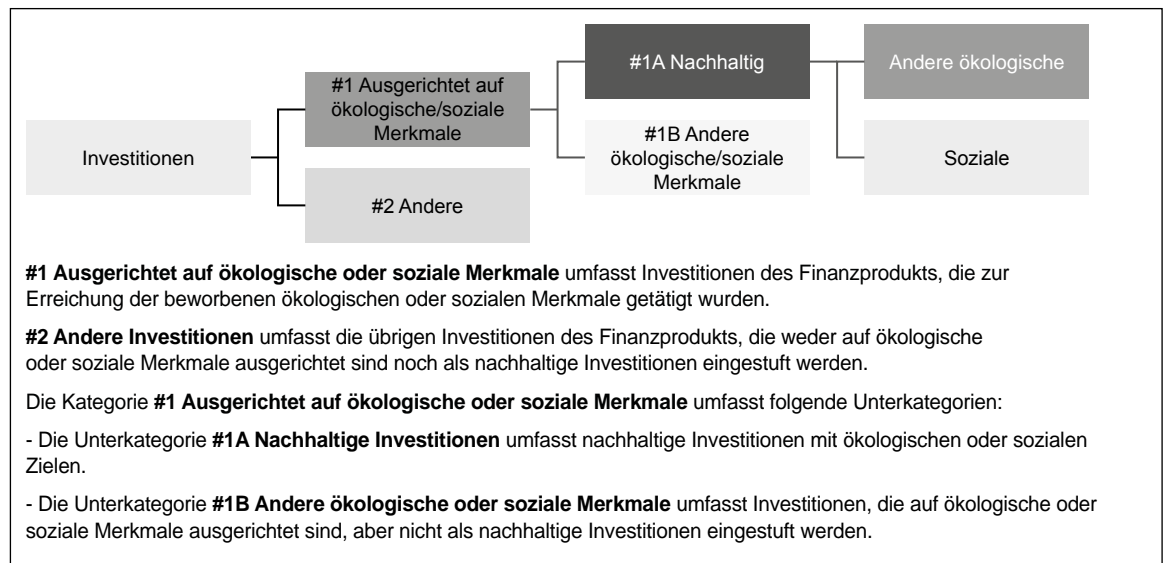 Investitionen
#1 Ausgerichtet auf
ökologische/soziale
Merkmale
#2 Andere
#1A Nachhaltig
#1B Andere
ökologische/soziale
Merkmale
Andere ökologische
Soziale
#1 Ausgerichtet auf ökologische oder soziale Merkmale umfasst Investitionen des Finanzprodukts, die zur
Erreichung der beworbenen ökologischen oder sozialen Merkmale getätigt wurden.
#2 Andere Investitionen umfasst die übrigen Investitionen des Finanzprodukts, die weder auf ökologische
oder soziale Merkmale ausgerichtet sind noch als nachhaltige Investitionen eingestuft werden.
Die Kategorie #1 Ausgerichtet auf ökologische oder soziale Merkmale umfasst folgende Unterkategorien:
- Die Unterkategorie #1A Nachhaltige Investitionen umfasst nachhaltige Investitionen mit ökologischen oder sozialen
Zielen.
- Die Unterkategorie #1B Andere ökologische oder soziale Merkmale umfasst Investitionen, die auf ökologische oder
soziale Merkmale ausgerichtet sind, aber nicht als nachhaltige Investitionen eingestuft werden.